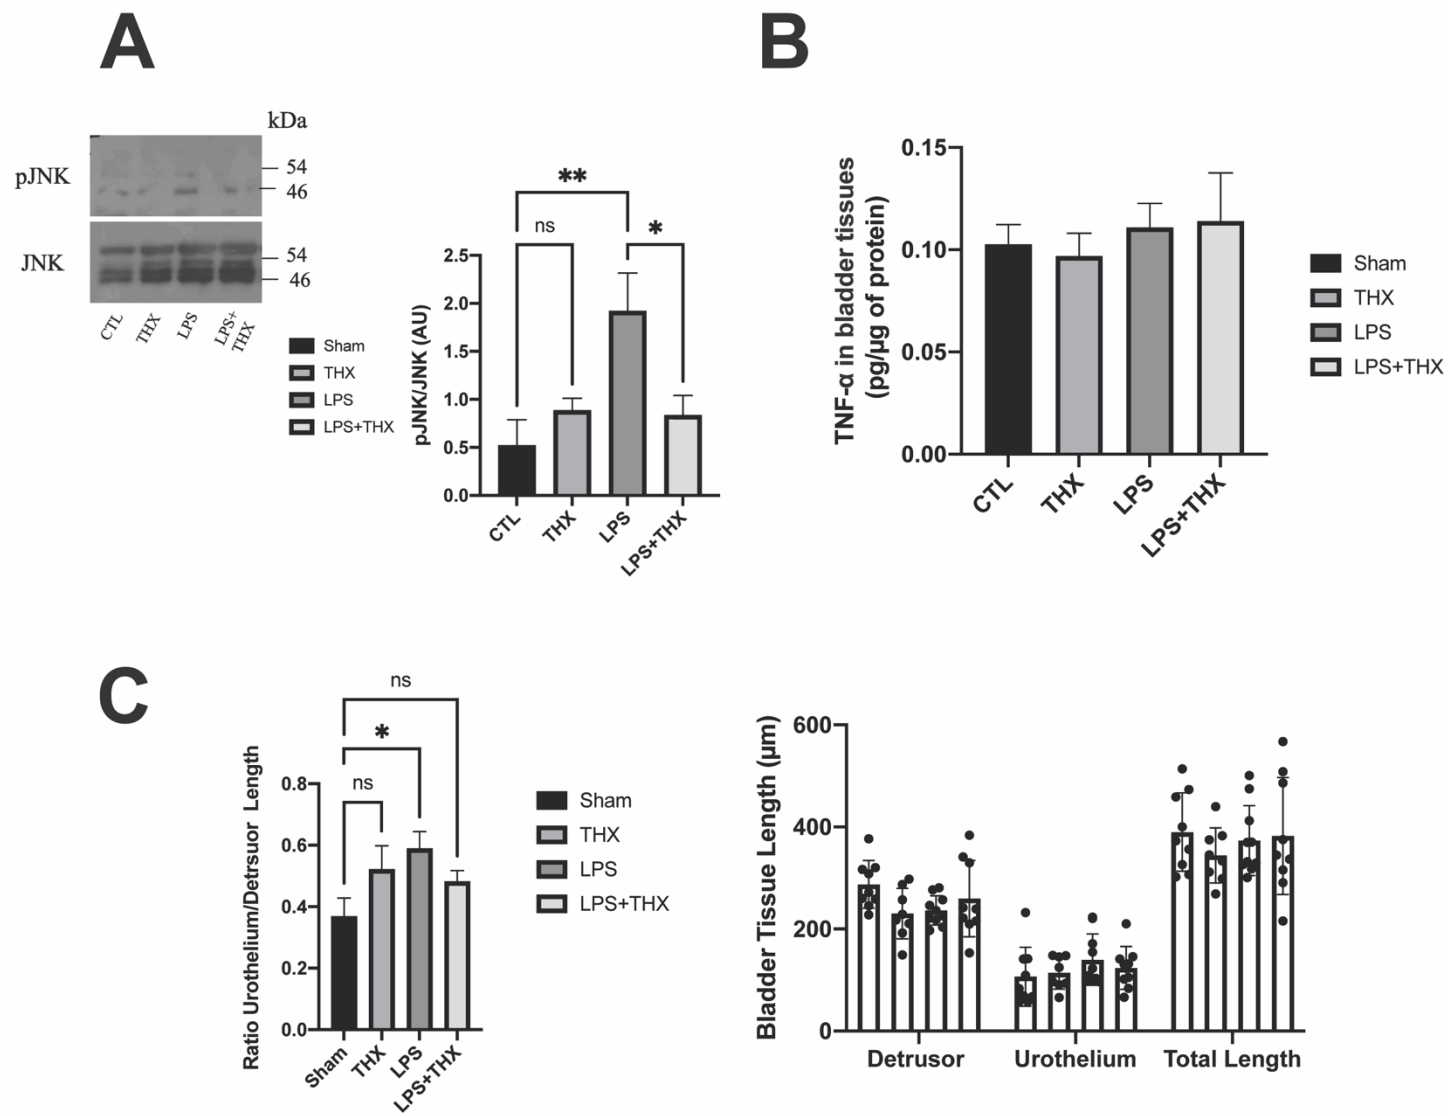 A
kDa
pJNK
54
46
JNK
54
46
CTL
THX
LPS
LPS+
THX
Sham
THX
LPS
LPS+THX
**
ns
*
pJNK/JNK (AU)
2.5
2.0
1.5
1.0
0.5
0.0
CTL
THX
LPS
LPS+THX
B
TNF-α in bladder tissues
(pg/µg of protein)
0.15
0.10
0.05
0.00
CTL
THX
LPS
LPS+THX
Sham
THX
LPS
LPS+THX
C
ns
*
ns
Ratio Urothelium/Detrsuor Length
0.8
0.6
0.4
0.2
0.0
Sham
THX
LPS
LPS+THX
Sham
THX
LPS
LPS+THX
Bladder Tissue Length (µm)
600
400
200
0
Detrusor
Urothelium
Total Length